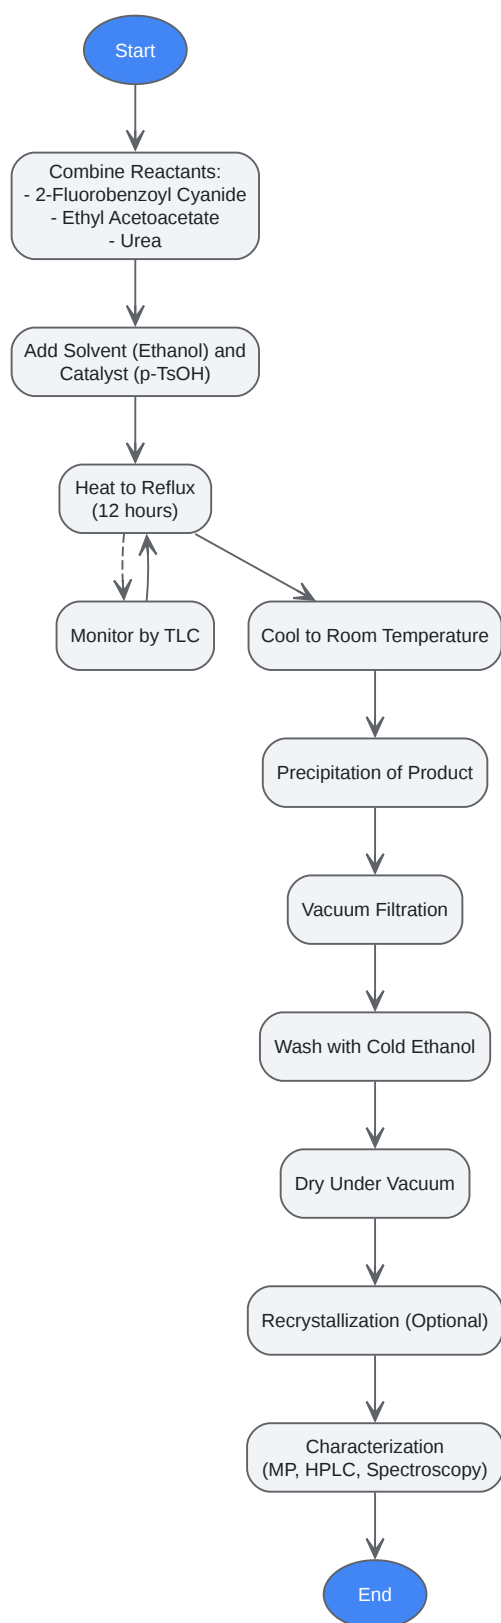 Start
Combine Reactants:
- 2-Fluorobenzoyl Cyanide
- Ethyl Acetoacetate
- Urea
Add Solvent (Ethanol) and
Catalyst (p-TsOH)
Heat to Reflux
(12 hours)
Monitor by TLC
Cool to Room Temperature
Precipitation of Product
Vacuum Filtration
Wash with Cold Ethanol
Dry Under Vacuum
Recrystallization (Optional)
Characterization
(MP, HPLC, Spectroscopy)
End